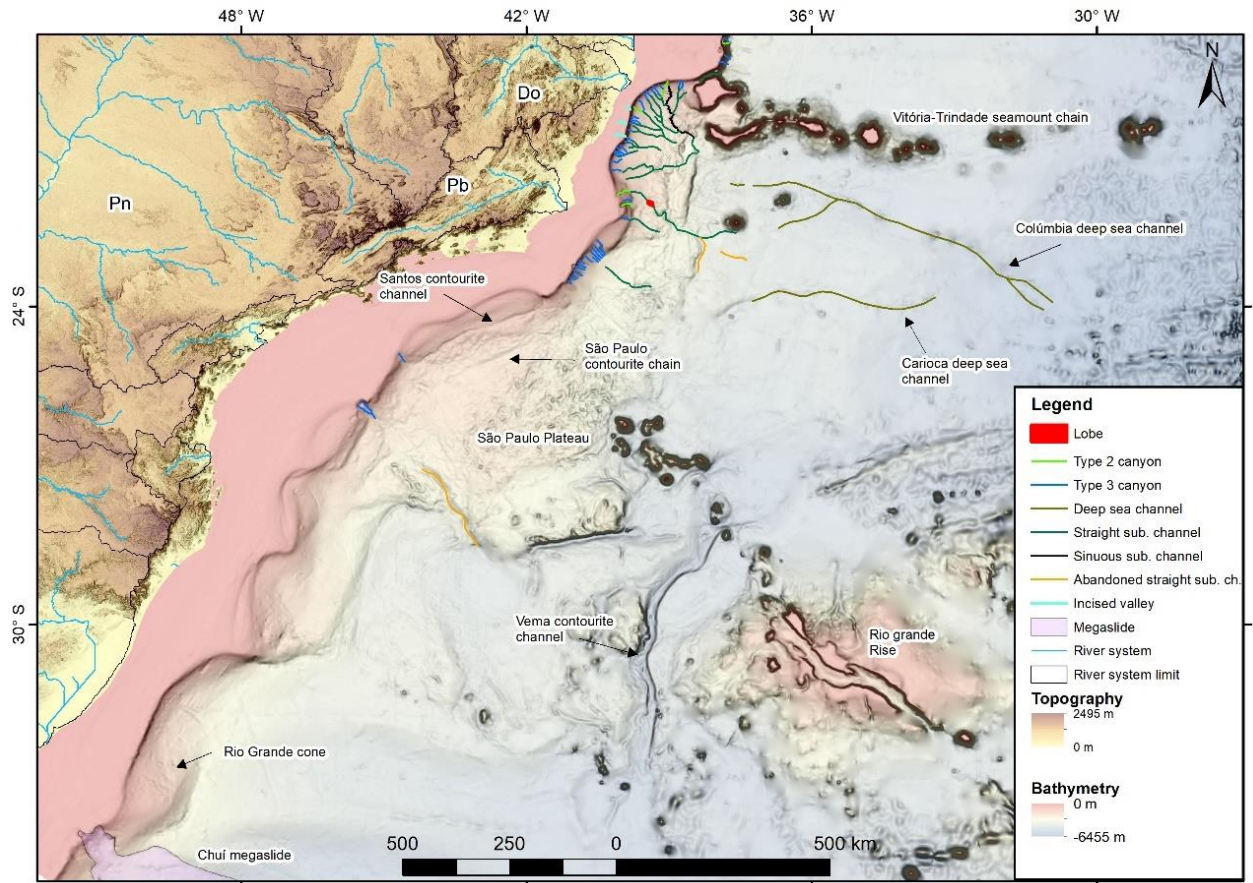 48° W
42° W
36° W
30° W
N
Do
Vitória-Trindade seamount chain
Pb
Pn
Colúmbia deep sea channel
Santos contourite
channel
24° S
24° S
São Paulo
contourite chain
Carioca deep sea
channel
São Paulo Plateau
Vema contourite
channel
Rio grande
Rise
30° S
Rio Grande cone
Chuí megaslide
500
250
0
500 km
Legend
Lobe
Type 2 canyon
Type 3 canyon
Deep sea channel
Straight sub. channel
Sinuous sub. channel
Abandoned straight sub. ch.
Incised valley
Megaslide
River system
River system limit
Topography
2495 m
0 m
Bathymetry
0 m
-6455 m